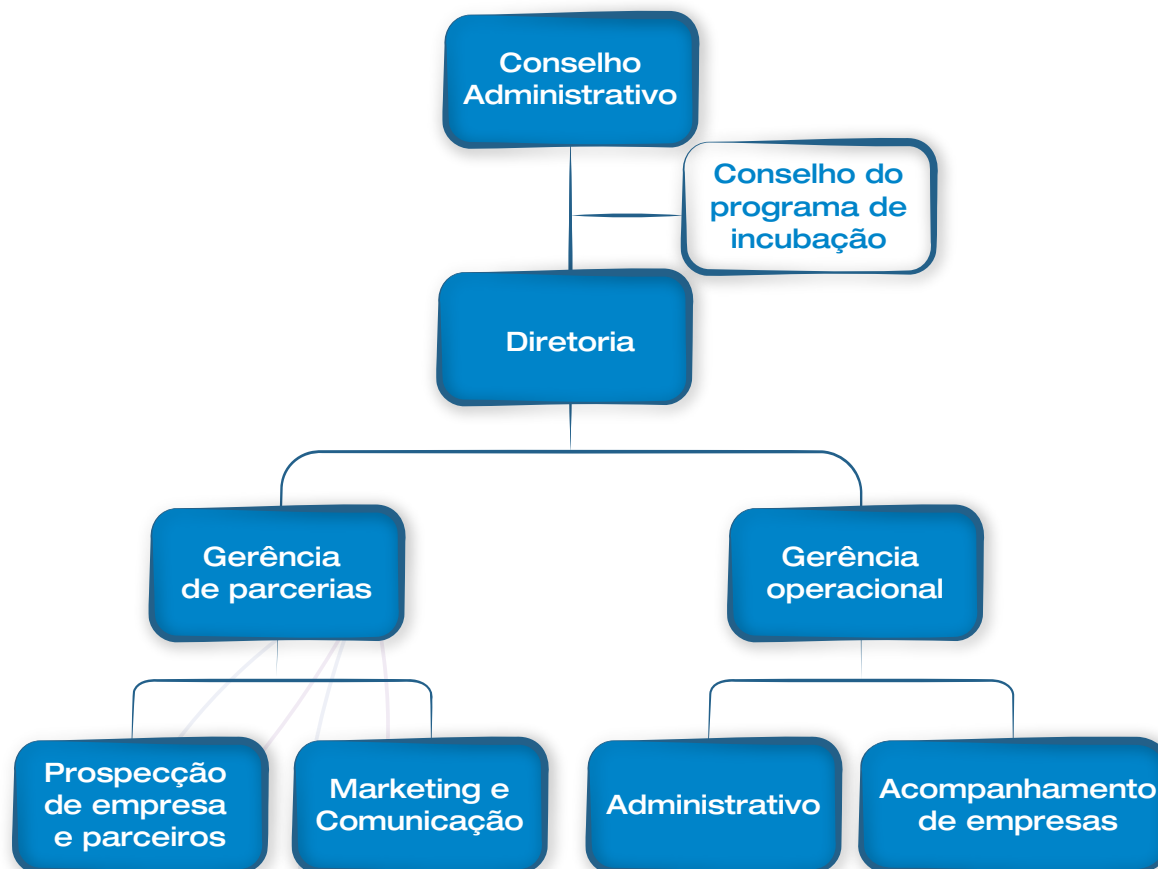 Conselho
Administrativo
Conselho do
programa de
incubação
Diretoria
Gerência
de parcerias
Gerência
operacional
Prospecção
de empresa
e parceiros
Marketing e
Comunicação
Administrativo
Acompanhamento
de empresas